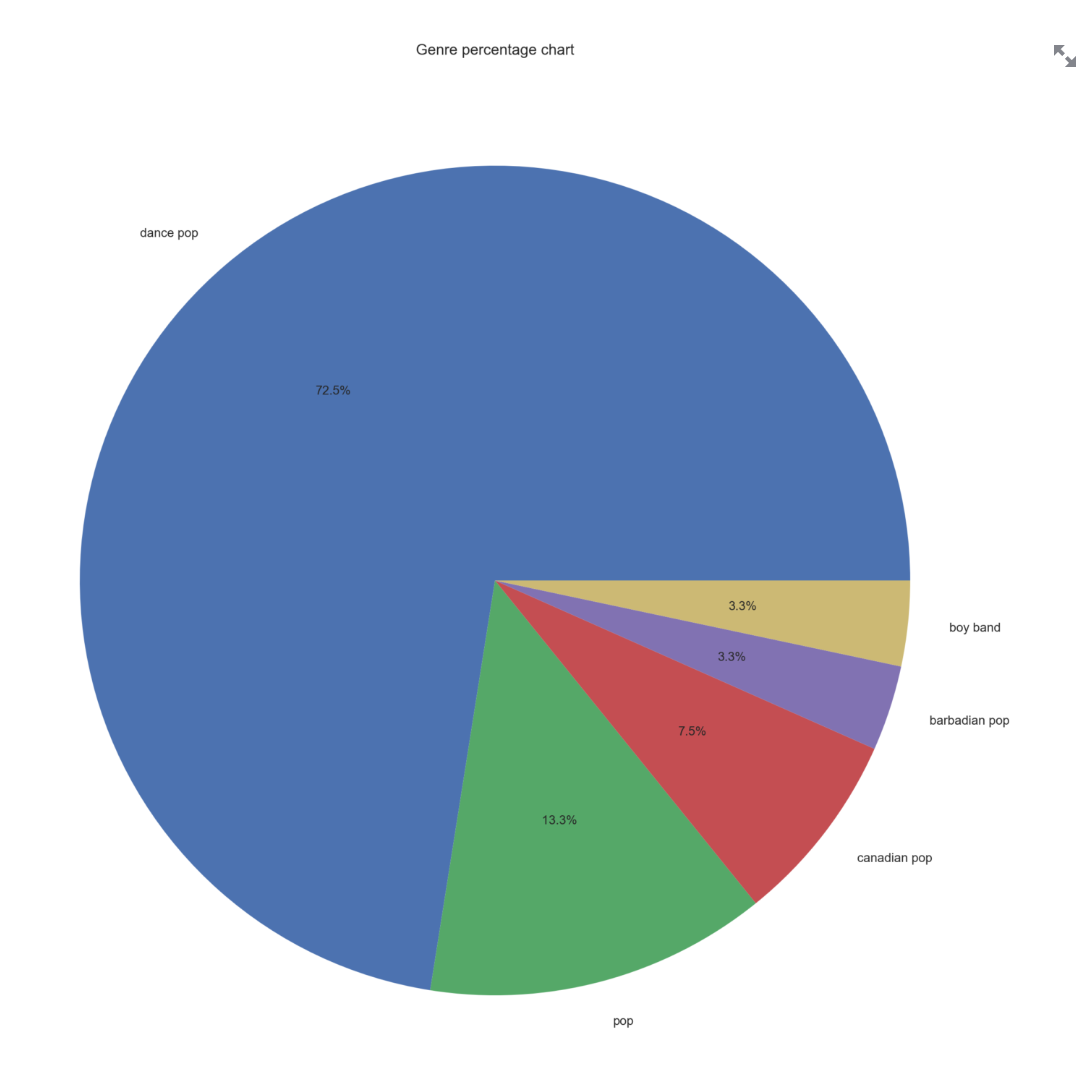 Genre percentage chart
dance pop
72.5%
3.3%
boy band
3.3%
barbadian pop
7.5%
13.3%
canadian pop
pop